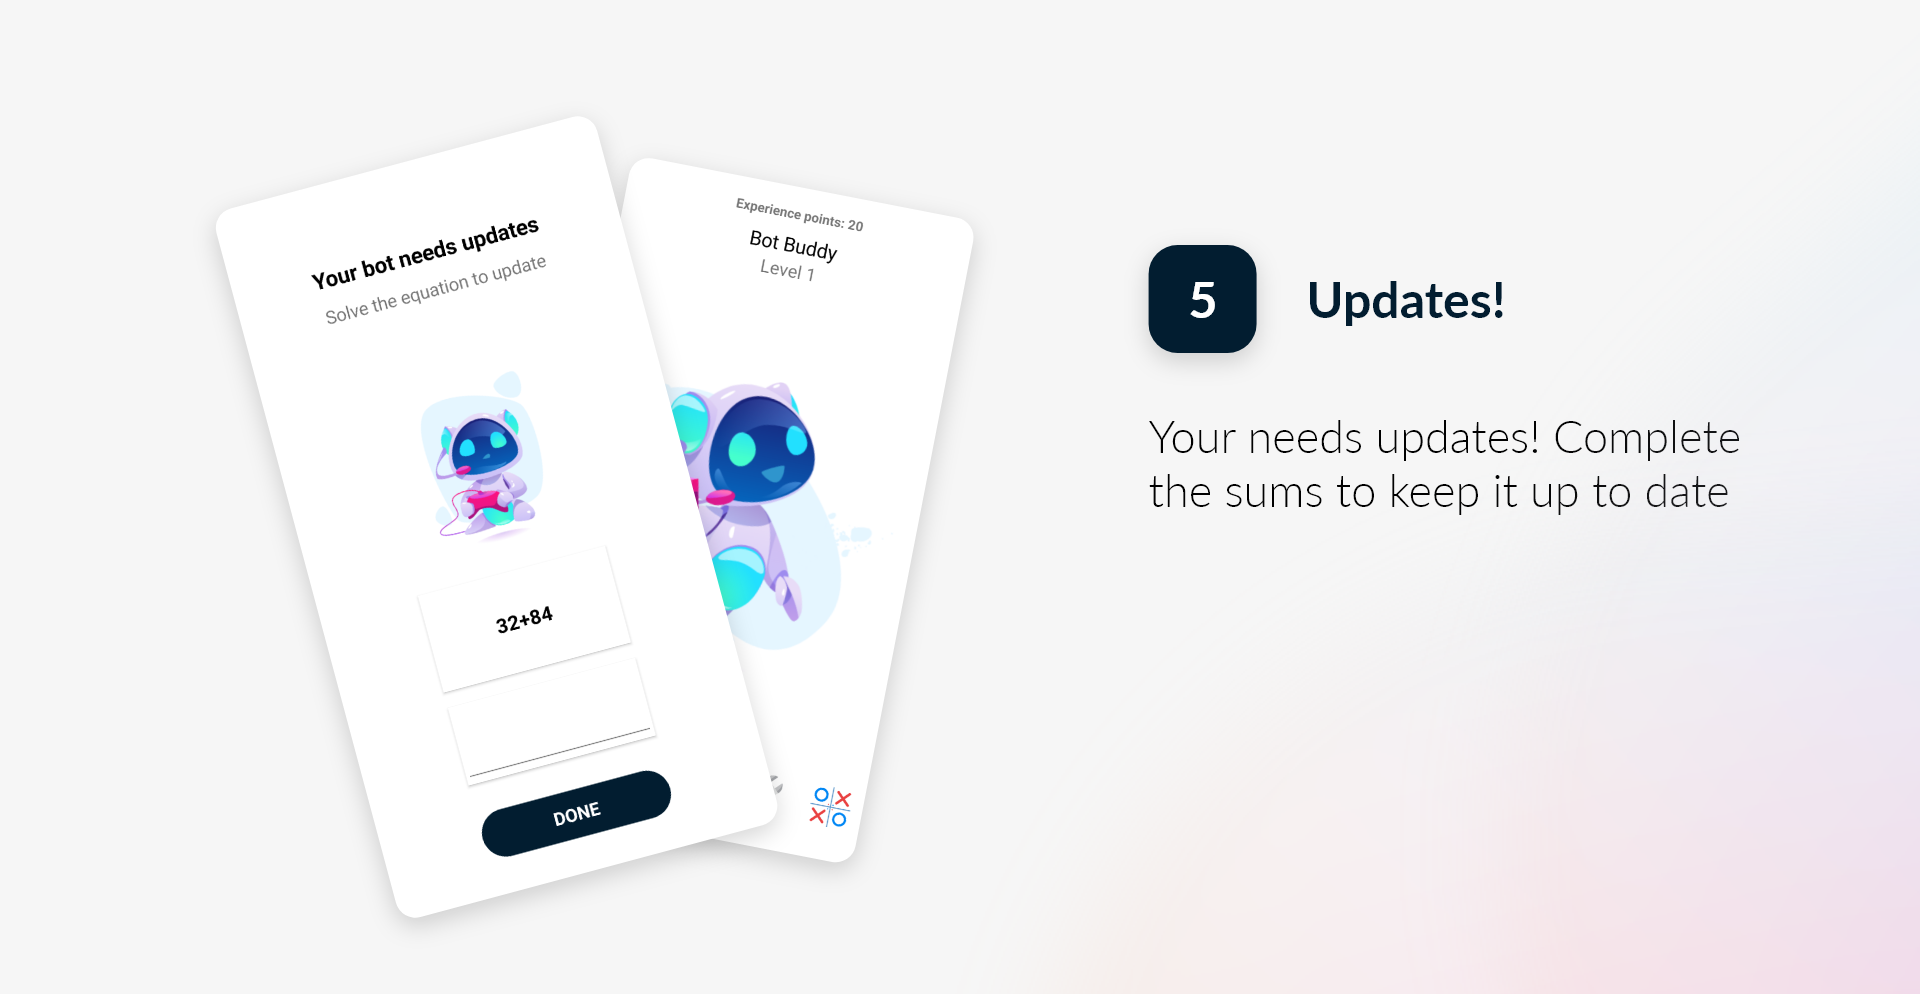 Your bot needs updates
Solve the equation to update
32+84
DONE
Experience points: 20
Bot Buddy
Level 1
5
Updates!
Your needs updates! Complete
the sums to keep it up to date